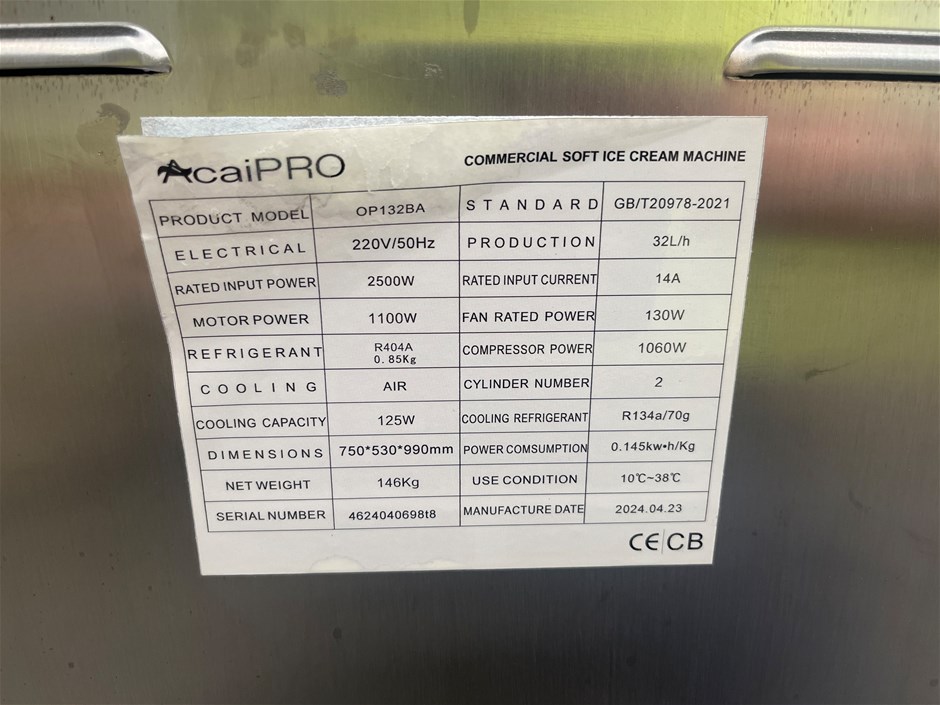 AcaiPRO
COMMERCIAL SOFT ICE CREAM MACHINE
PRODUCT MODEL OP132BA STANDARD GB/T20978-2021
ELECTRICAL 220V/50Hz PRODUCTION 32L/h
RATED INPUT POWER 2500W RATED INPUT CURRENT 14A
MOTOR POWER 1100W FAN RATED POWER 130W
REFRIGERANT R404A 0.85Kg COMPRESSOR POWER 1060W
COOLING AIR CYLINDER NUMBER 2
COOLING CAPACITY 125W COOLING REFRIGERANT R134a/70g
DIMENSIONS 750*530*990mm POWER COMSUMPTION 0.145kw•h/Kg
NET WEIGHT 146Kg USE CONDITION 10℃~38℃
SERIAL NUMBER 4624040698t8 MANUFACTURE DATE 2024.04.23
CE CB